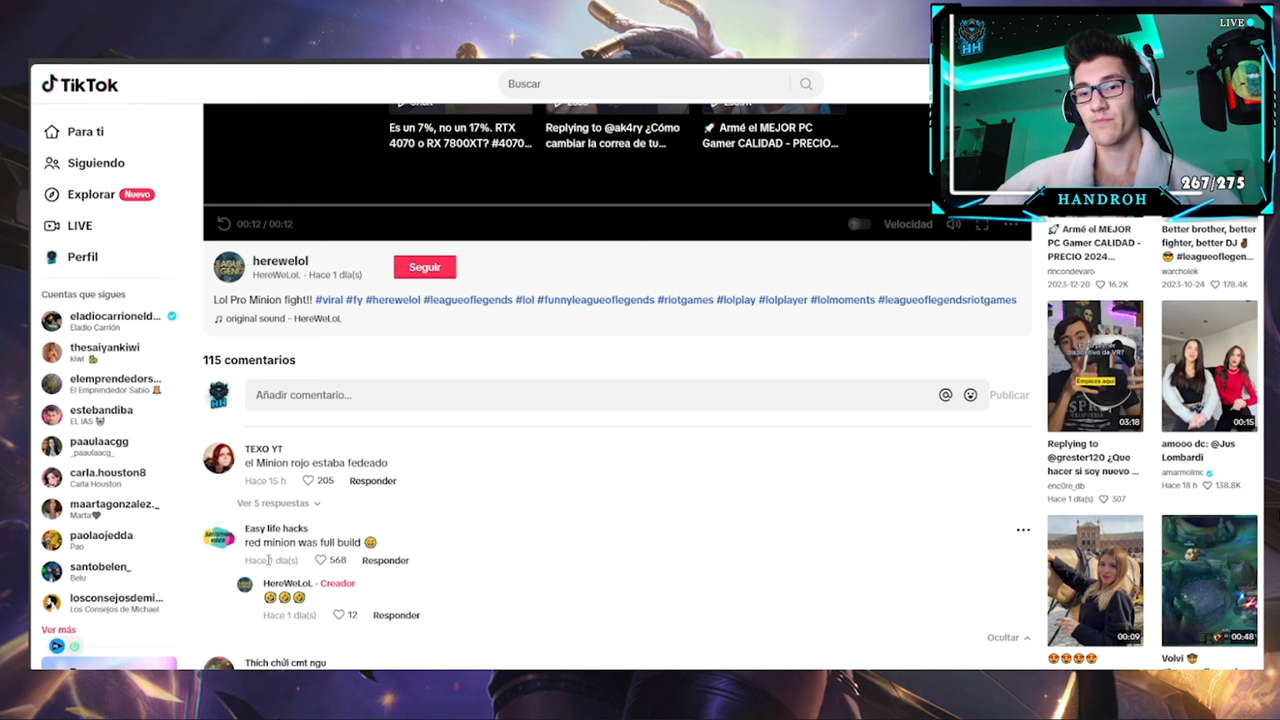 LIVE
HH
267/275
HANDROH
TikTok
Buscar
Para ti
Siguiendo
Explorar Nuevo
LIVE
Perfil
Cuentas que sigues
eladiocarrioneld...
Eladio Carrión
thesaiyankiwi
kiwi
elemprendedors...
El Emprendedor Sabio
estebandiba
EL IAS
paaulaacgg
_paaulaacg_
carla.houston8
Carla Houston
maartagonzalez._
Marta
paolaojedda
Pao
santobelen_
Belu
losconsejosdemi...
Los Consejos de Michael
Ver más
Es un 7%, no un 17%. RTX
4070 o RX 7800XT? #4070...
Replying to @ak4ry ¿Cómo
cambiar la correa de tu...
🚀 Armé el MEJOR PC
Gamer CALIDAD - PRECIO...
00:12 / 00:12
Velocidad
herewelol
HereWeLoL · Hace 1 día(s)
Seguir
Lol Pro Minion fight!! #viral #fy #herewelol #leagueoflegends #lol #funnyleagueoflegends #riotgames #lolplay #lolplayer #lolmoments #leagueoflegendsriotgames
♫ original sound - HereWeLoL
115 comentarios
Añadir comentario...
Publicar
TEXO YT
el Minion rojo estaba fedeado
Hace 15 h 205 Responder
Ver 5 respuestas
Easy life hacks
red minion was full build 😄
Hace 1 día(s) 568 Responder
HereWeLoL · Creador
🤣🤣🤣
Hace 1 día(s) 12 Responder
Ocultar
Thích chửi cmt ngu
🚀 Armé el MEJOR
PC Gamer CALIDAD -
PRECIO 2024...
rincondevaro
2023-12-20 16.2K
Better brother, better
fighter, better DJ
😎 #leagueoflegen...
warcholek
2023-10-24 178.4K
Empieza aquí
03:18
Replying to
@grester120 ¿Que
hacer si soy nuevo ...
enc0re_db
Hace 1 día(s) 307
00:15
amooo dc: @Jus
Lombardi
amarmolmc
Hace 18 h 138.8K
00:09
😍😍😍😍
00:48
Volvi 🤠